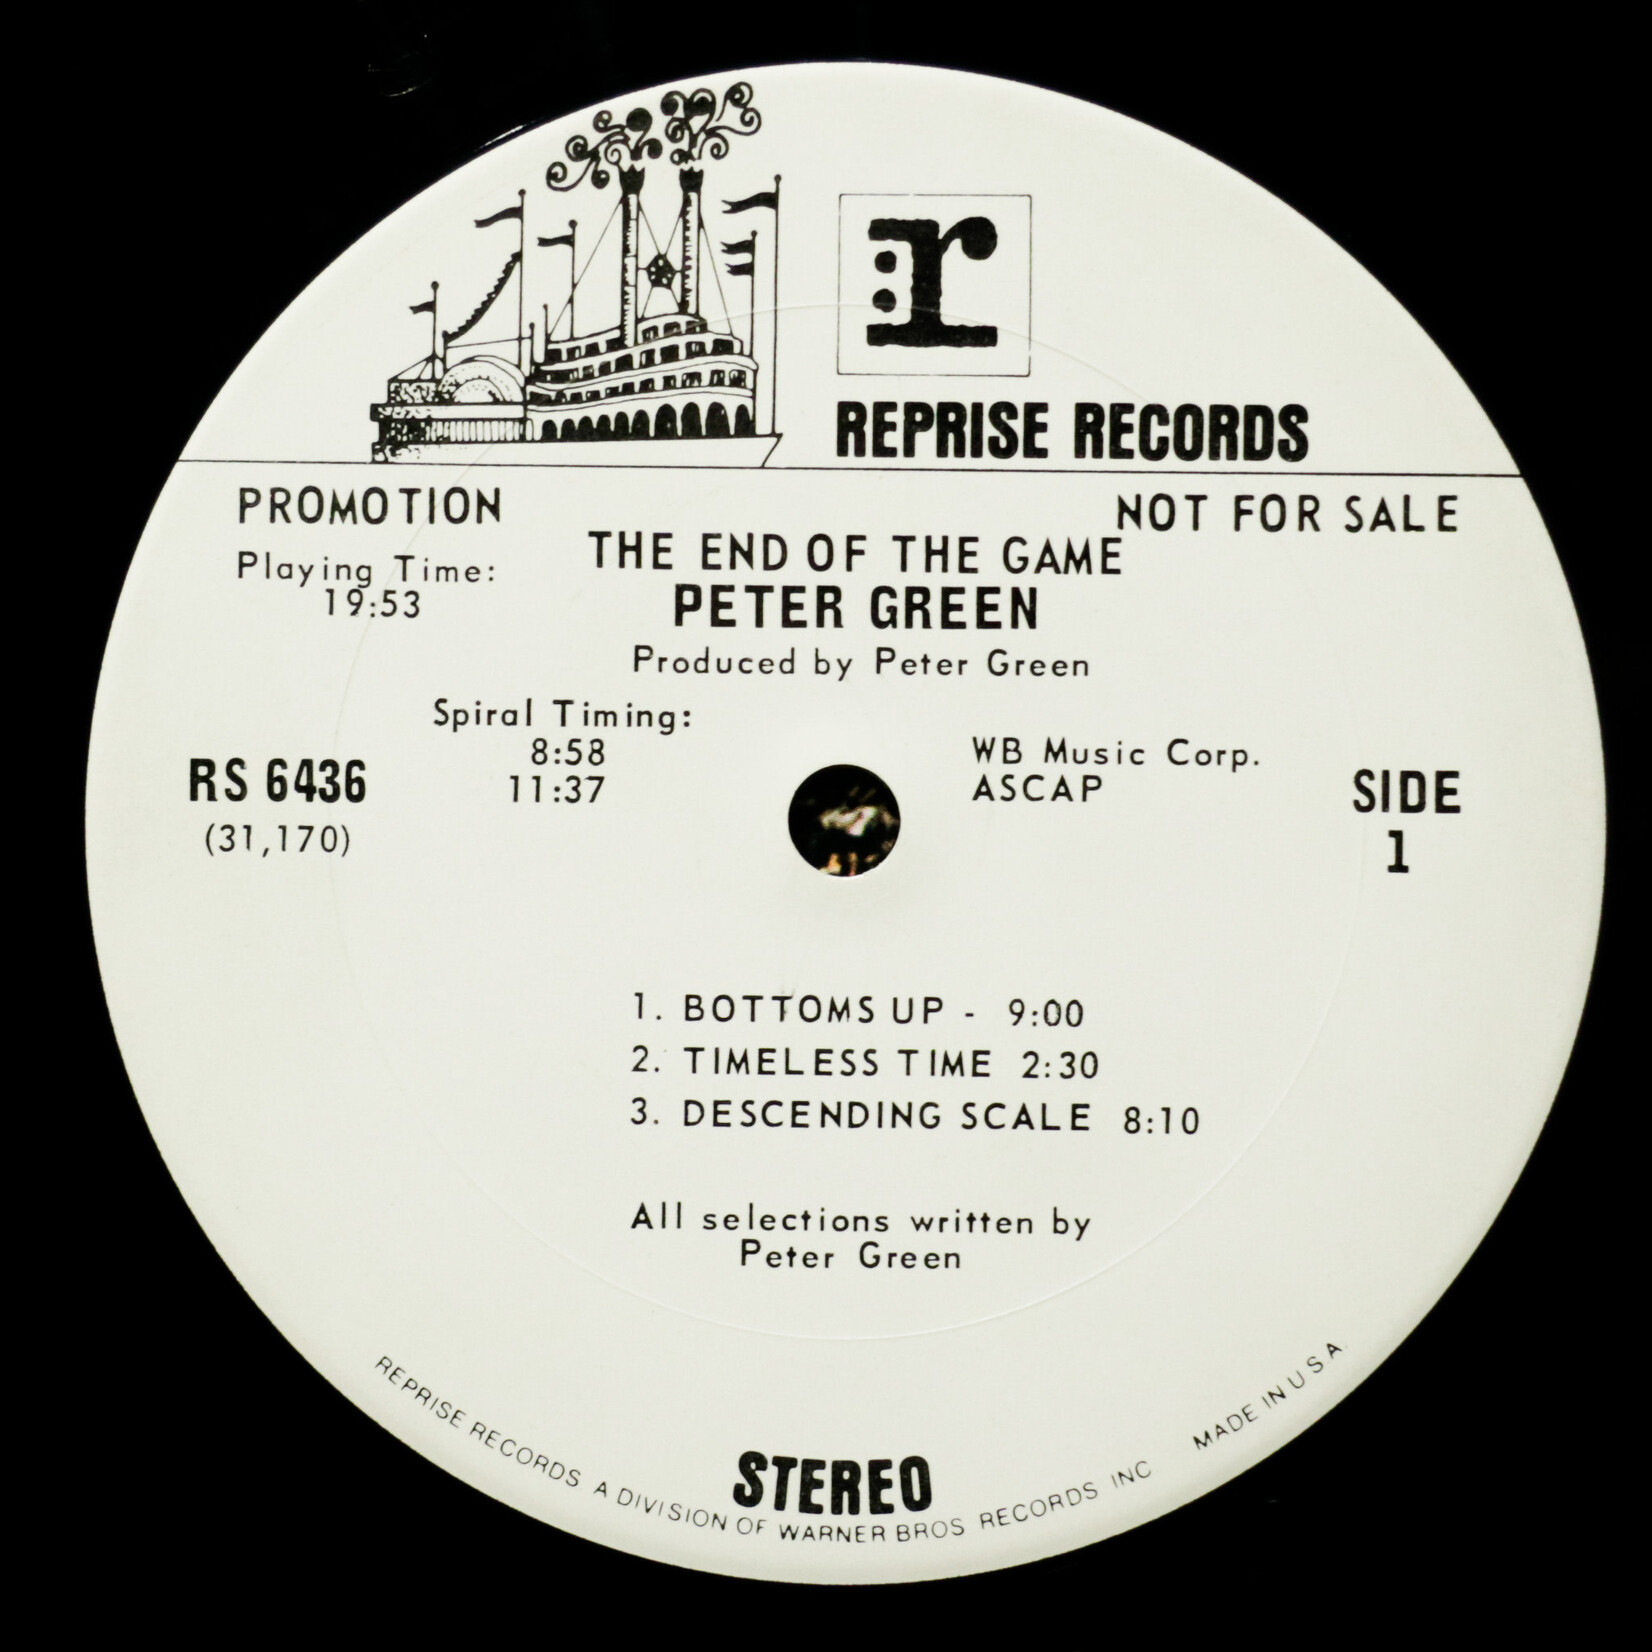 r
REPRISE RECORDS
PROMOTION
NOT FOR SALE
Playing Time:
19:53
THE END OF THE GAME
PETER GREEN
Produced by Peter Green
Spiral Timing:
8:58
11:37
WB Music Corp.
ASCAP
RS 6436
(31,170)
SIDE
1
1. BOTTOMS UP - 9:00
2. TIMELESS TIME 2:30
3. DESCENDING SCALE 8:10
All selections written by
Peter Green
STEREO
REPRISE RECORDS A DIVISION OF WARNER BROS RECORDS INC MADE IN U.S.A.